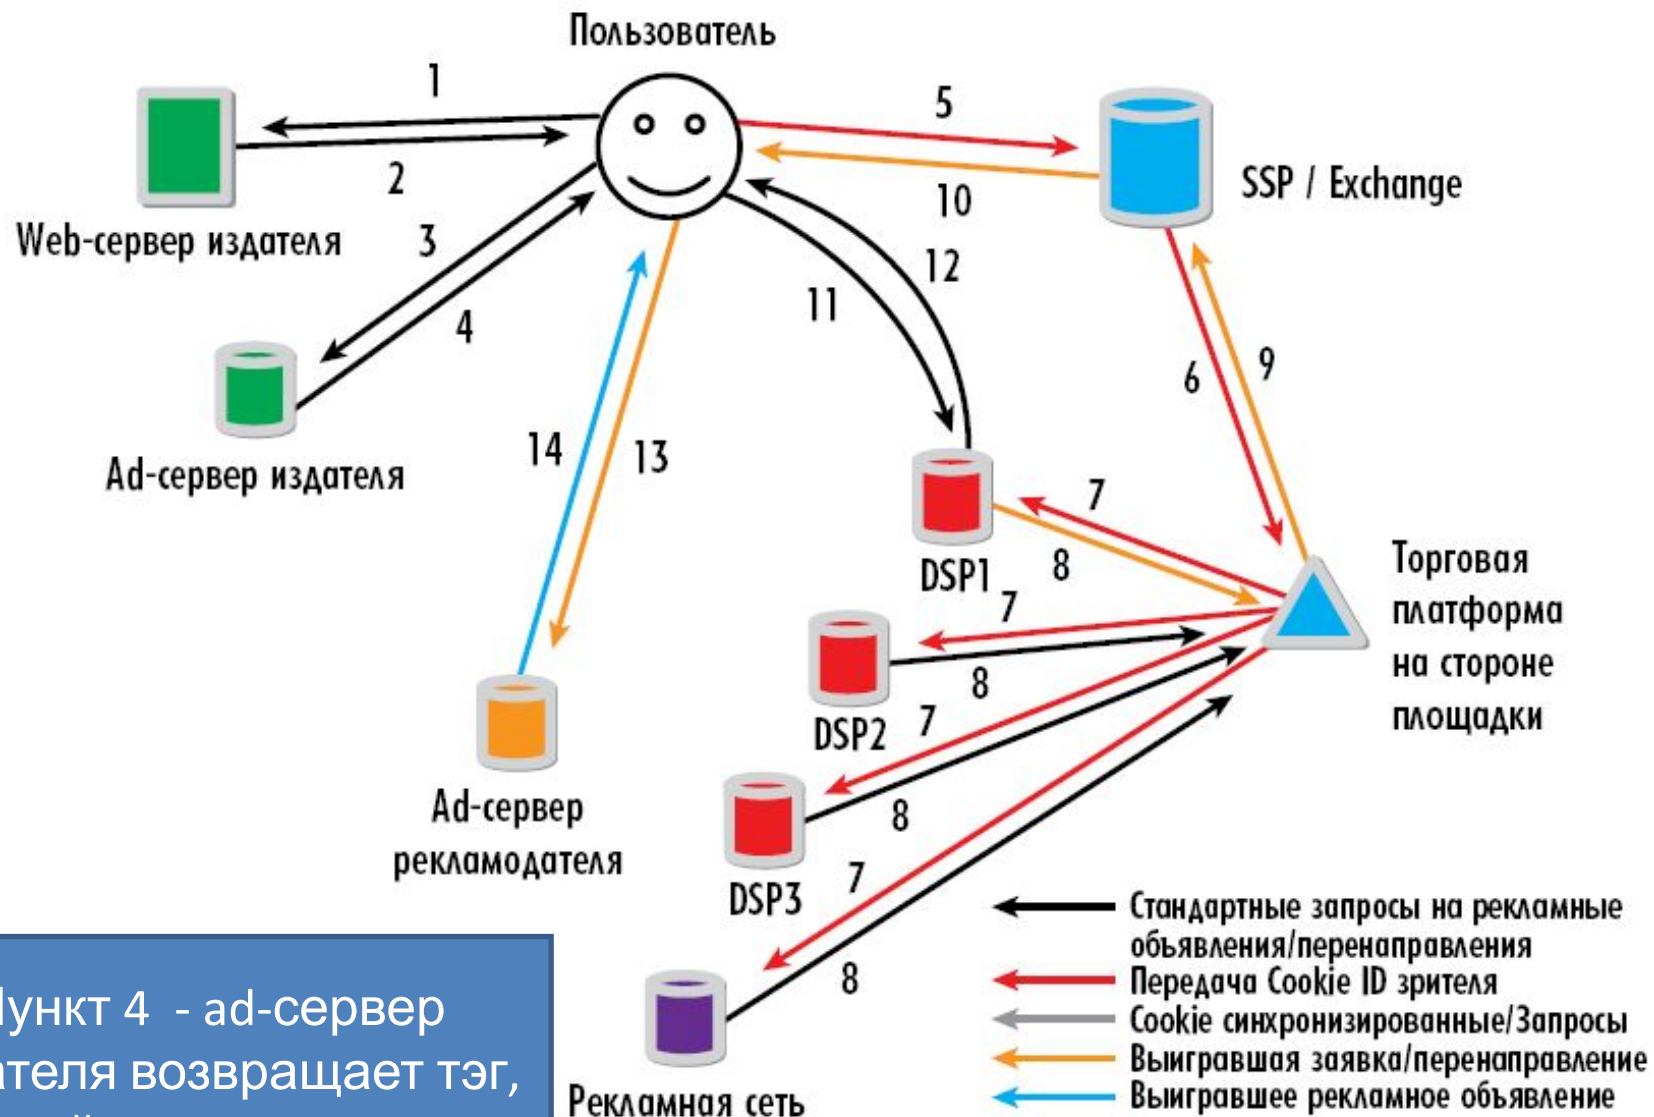 Пользователь
1
2
5
10
SSP / Exchange
Web-сервер издателя
3
4
12
11
6
9
14
13
Ad-сервер издателя
7
8
DSP1
7
8
DSP2
7
8
DSP3
7
8
Торговая
платформа
на стороне
площадки
Ad-сервер
рекламодателя
Рекламная сеть
Стандартные запросы на рекламные
объявления/перенаправления
Передача Cookie ID зрителя
Cookie синхронизированные/Запросы
Выигравшая заявка/перенаправление
Выигравшее рекламное объявление
4 - ad-сервер
возвращает тэг,